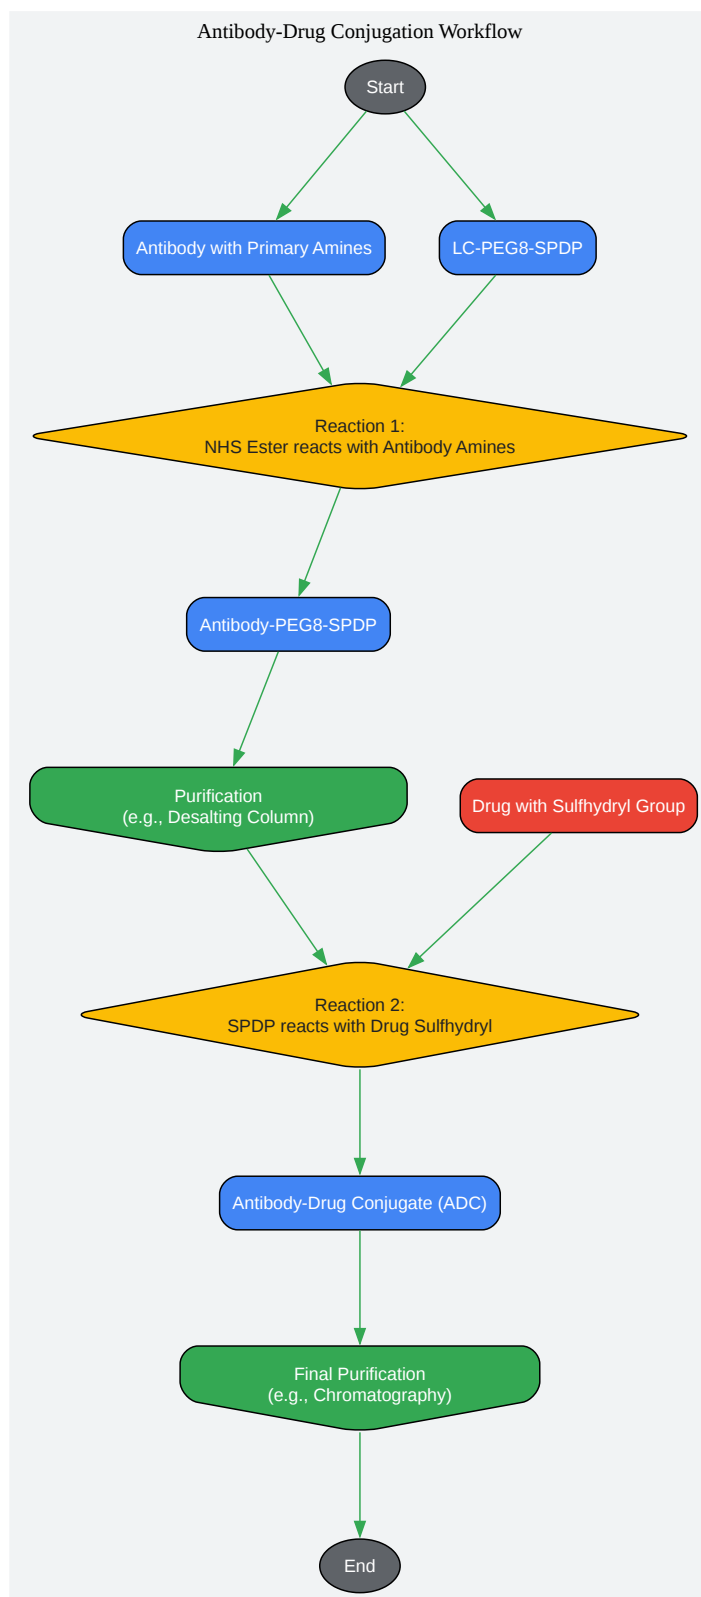 Antibody-Drug Conjugation Workflow
Start
Antibody with Primary Amines
LC-PEG8-SPDP
Reaction 1:
NHS Ester reacts with Antibody Amines
Antibody-PEG8-SPDP
Purification
(e.g., Desalting Column)
Drug with Sulfhydryl Group
Reaction 2:
SPDP reacts with Drug Sulfhydryl
Antibody-Drug Conjugate (ADC)
Final Purification
(e.g., Chromatography)
End